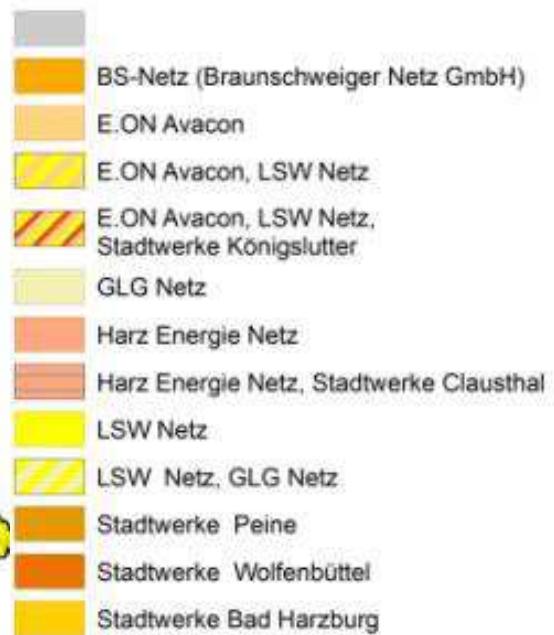 BS-Netz (Braunschweiger Netz GmbH)
E.ON Avacon
E.ON Avacon, LSW Netz
E.ON Avacon, LSW Netz,
Stadtwerke Königslutter
GLG Netz
Harz Energie Netz
Harz Energie Netz, Stadtwerke Clausthal
LSW Netz
LSW Netz, GLG Netz
Stadtwerke Peine
Stadtwerke Wolfenbüttel
Stadtwerke Bad Harzburg